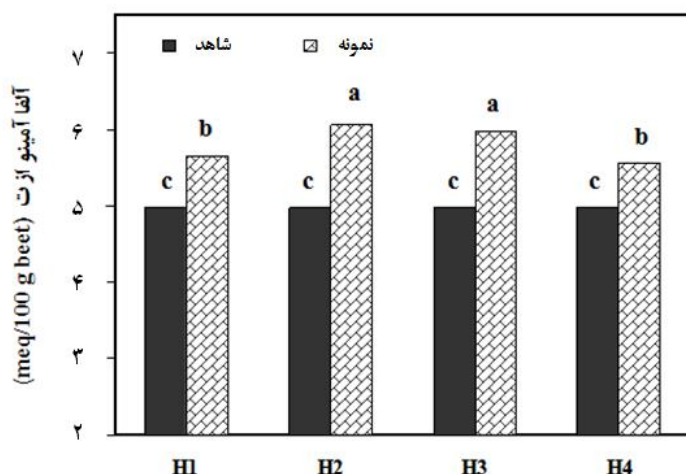 شاهد نمونه
۷
a a
۶
b b
c c c c
۵
۴
۳
۲
آلفا آمینو ازت (meq/100 g beet)
H1 H2 H3 H4